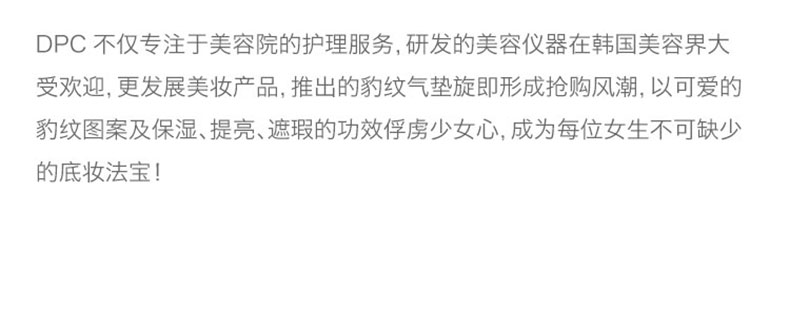 DPC 不仅专注于美容院的护理服务, 研发的美容仪器在韩国美容界大
受欢迎, 更发展美妆产品, 推出的豹纹气垫旋即形成抢购风潮, 以可爱的
豹纹图案及保湿、提亮、遮瑕的功效俘虏少女心, 成为每位女生不可缺少
的底妆法宝!